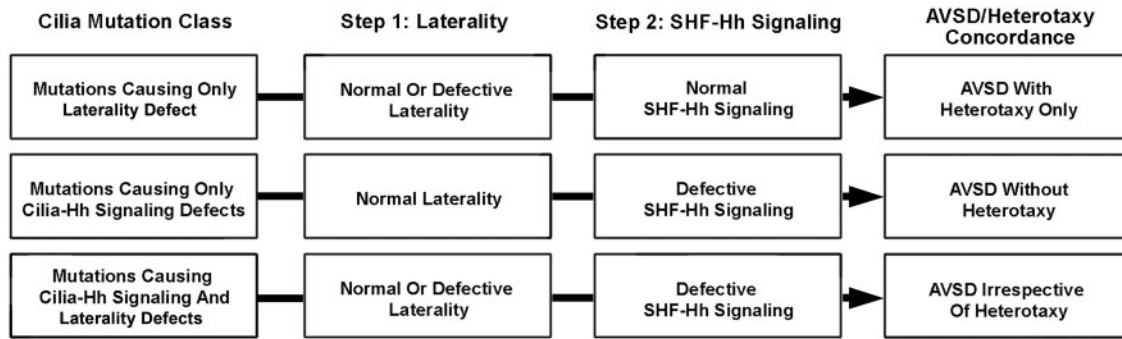 Cilia Mutation Class
Step 1: Laterality
Step 2: SHF-Hh Signaling
AVSD/Heterotaxy
Concordance
Mutations Causing Only
Laterality Defect
Normal Or Defective
Laterality
Normal
SHF-Hh Signaling
AVSD With
Heterotaxy Only
Mutations Causing Only
Cilia-Hh Signaling Defects
Normal Laterality
Defective
SHF-Hh Signaling
AVSD Without
Heterotaxy
Mutations Causing
Cilia-Hh Signaling And
Laterality Defects
Normal Or Defective
Laterality
Defective
SHF-Hh Signaling
AVSD Irrespective
Of Heterotaxy